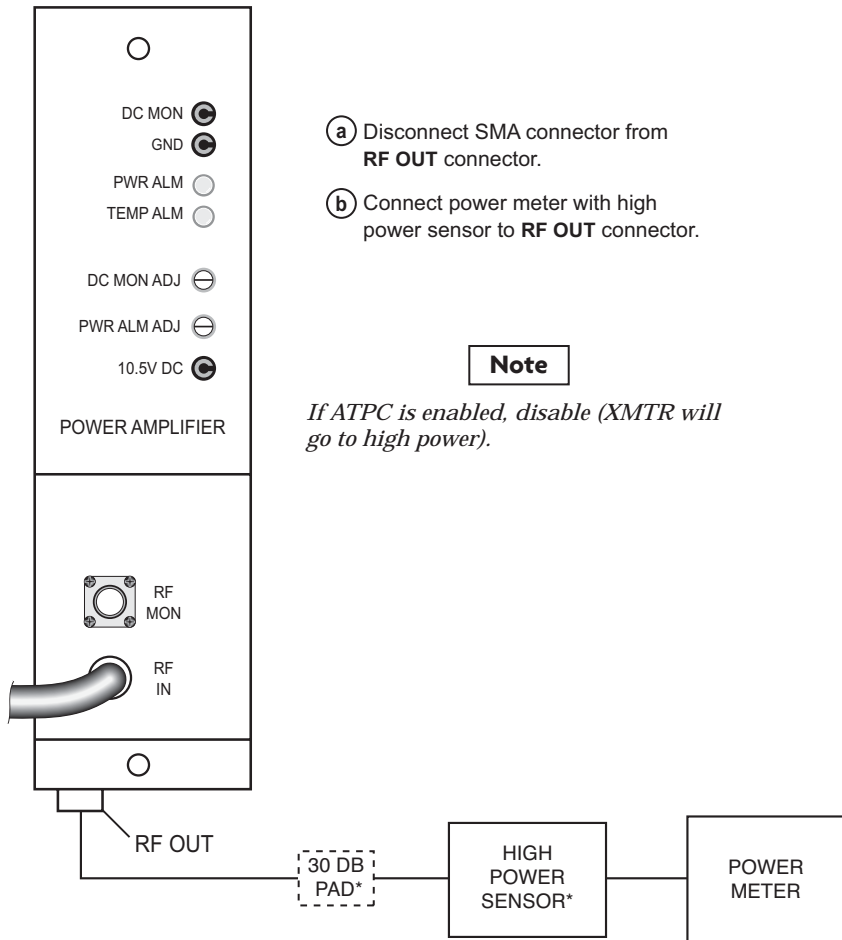 DC MON
GND
PWR ALM
TEMP ALM
DC MON ADJ
PWR ALM ADJ
10.5V DC
POWER AMPLIFIER
a Disconnect SMA connector from
RF OUT connector.
b Connect power meter with high
power sensor to RF OUT connector.
Note
If ATPC is enabled, disable (XMTR will
go to high power).
RF
MON
RF
IN
RF OUT
30 DB
PAD*
HIGH
POWER
SENSOR*
POWER
METER